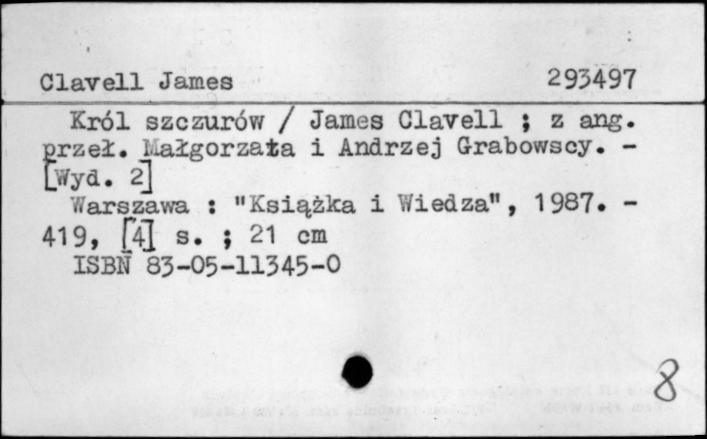 Clavell James 293497
Król szczurów / James Clavell ; z ang.
przeł. Małgorzata i Andrzej Grabowscy. -
[Wyd. 2]
Warszawa : "Książka i Wiedza", 1987. -
419, [4] s. ; 21 cm
ISBN 83-05-11345-0
8